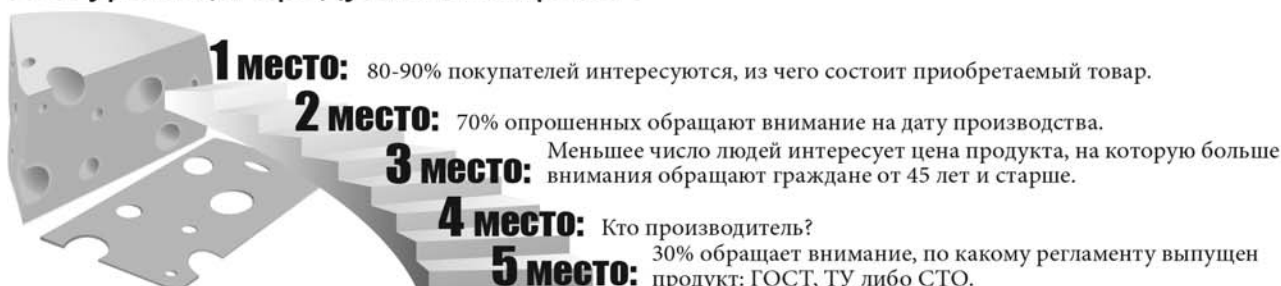 1 место: 80-90% покупателей интересуются, из чего состоит приобретаемый товар.
2 место: 70% опрошенных обращают внимание на дату производства.
3 место: Меньшее число людей интересует цена продукта, на которую больше
внимания обращают граждане от 45 лет и старше.
4 место: Кто производитель?
5 место: 30% обращает внимание, по какому регламенту выпущен
продукт: ГОСТ, ТУ либо СТО.